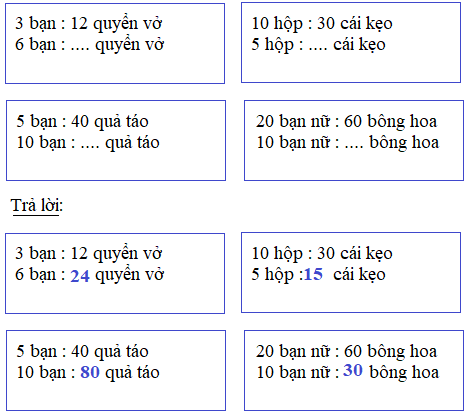 3 bạn : 12 quyển vở
6 bạn : .... quyển vở
10 hộp : 30 cái kẹo
5 hộp : .... cái kẹo
5 bạn : 40 quả táo
10 bạn : .... quả táo
20 bạn nữ : 60 bông hoa
10 bạn nữ : .... bông hoa
Trả lời:
3 bạn : 12 quyển vở
6 bạn : 24 quyển vở
10 hộp : 30 cái kẹo
5 hộp :15 cái kẹo
5 bạn : 40 quả táo
10 bạn : 80 quả táo
20 bạn nữ : 60 bông hoa
10 bạn nữ : 30 bông hoa